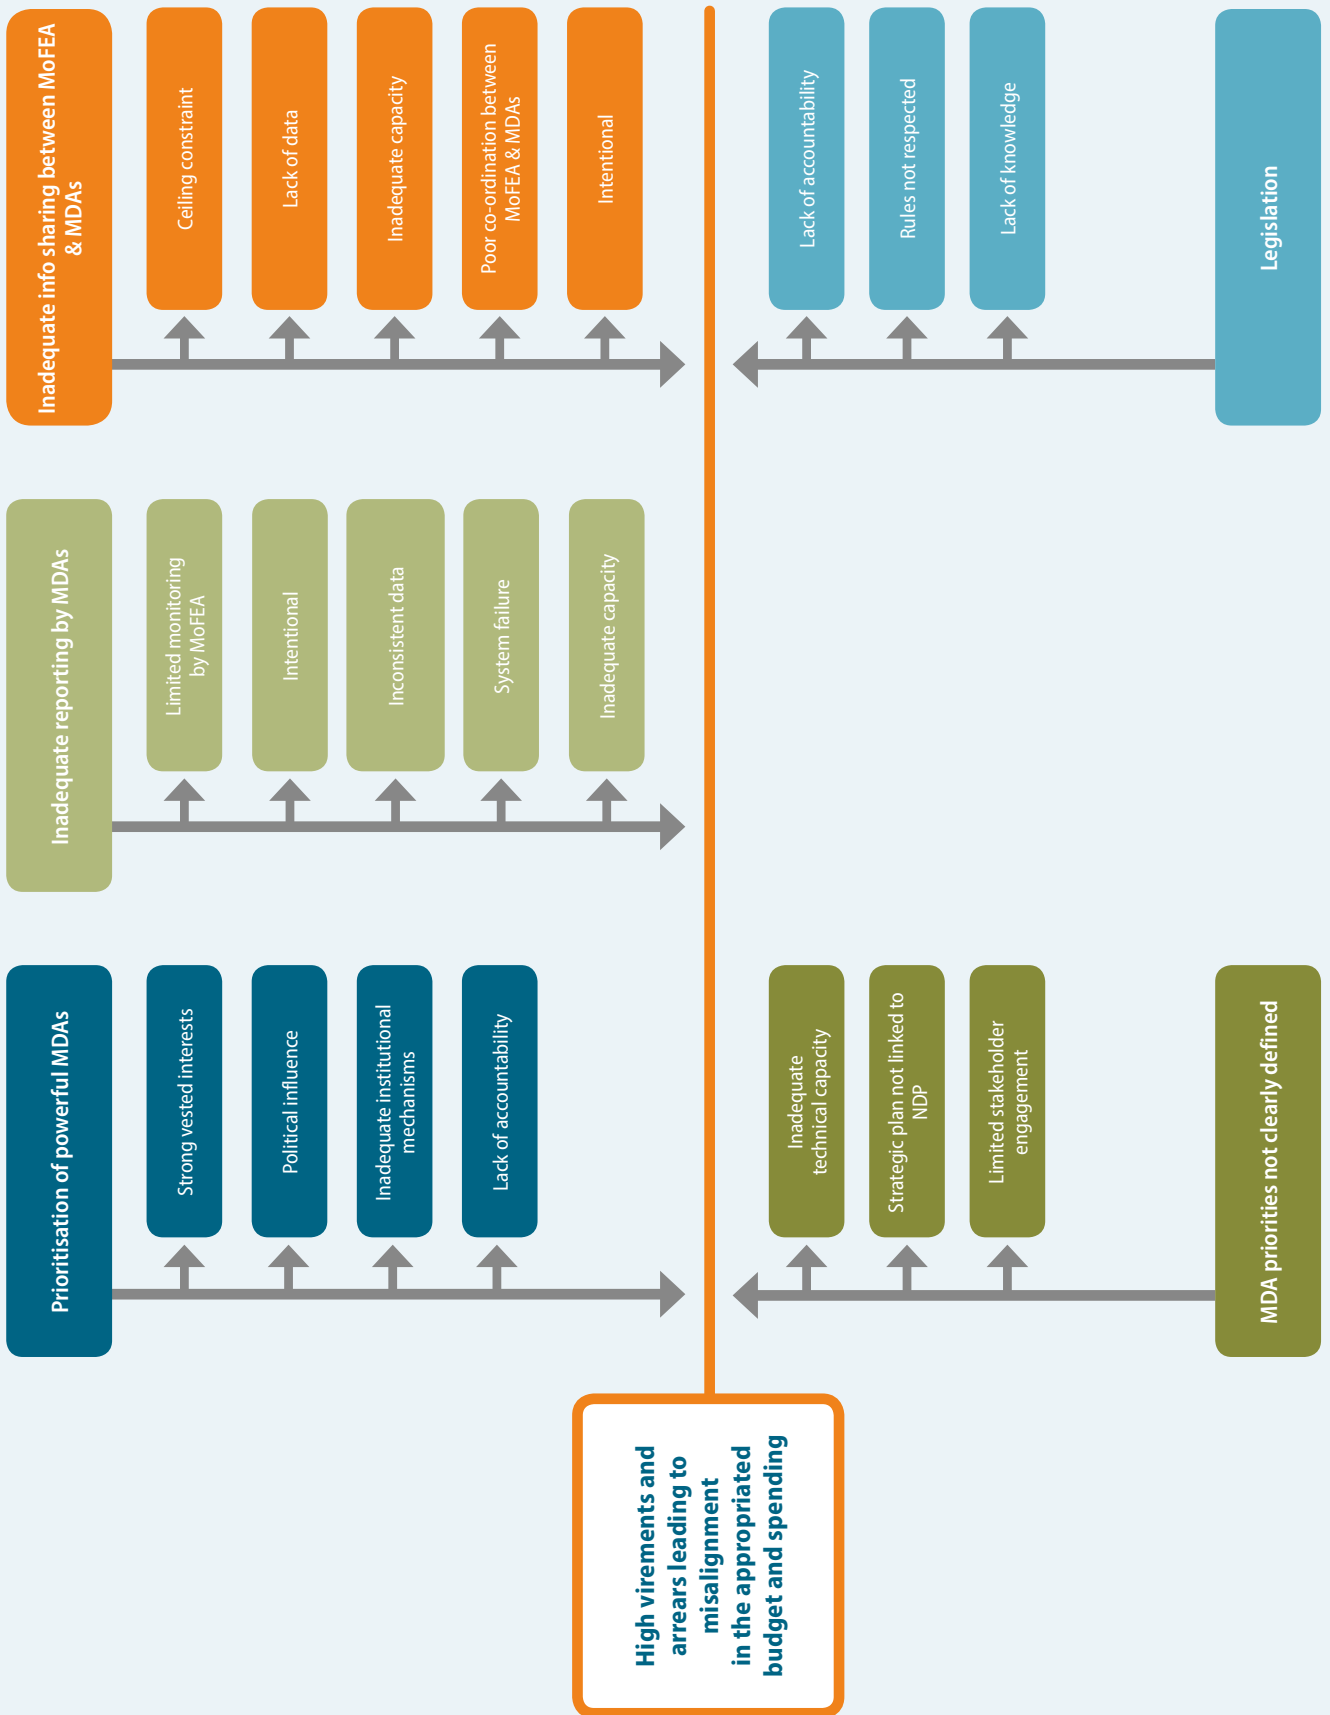 High virements and
arrears leading to
misalignment
in the appropriated
budget and spending
Prioritisation of powerful MDAs
Strong vested interests
Political influence
Inadequate institutional
mechanisms
Lack of accountability
Inadequate reporting by MDAs
Limited monitoring
by MoFEA
Intentional
Inconsistent data
System failure
Inadequate capacity
Inadequate info sharing between MoFEA
& MDAs
Ceiling constraint
Lack of data
Inadequate capacity
Poor co-ordination between
MoFEA & MDAs
Intentional
Inadequate
technical capacity
Strategic plan not linked to
NDP
Limited stakeholder
engagement
MDA priorities not clearly defined
Lack of accountability
Rules not respected
Lack of knowledge
Legislation